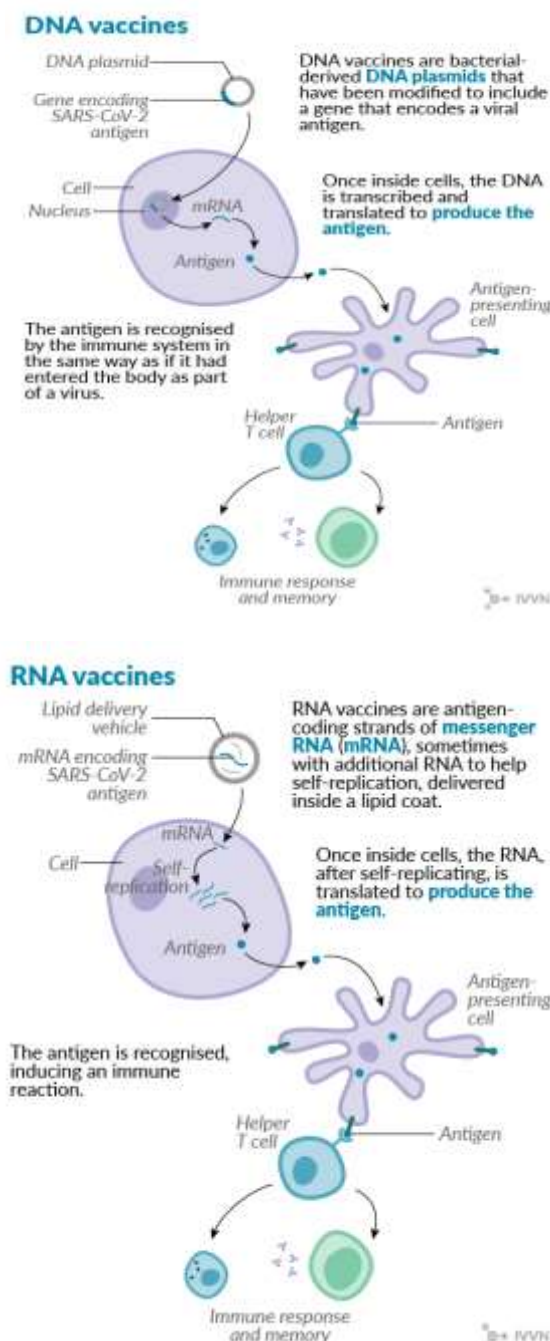 DNA vaccines
DNA plasmid
Gene encoding
SARS-CoV-2
antigen
DNA vaccines are bacterial-
derived DNA plasmids that
have been modified to include
a gene that encodes a viral
antigen.
Cell
Nucleus
mRNA
Antigen
Once inside cells, the DNA
is transcribed and
translated to produce the
antigen.
Antigen-
presenting
cell
The antigen is recognised
by the immune system in
the same way as if it had
entered the body as part
of a virus.
Helper
T cell
Antigen
Immune response
and memory
IVVN
RNA vaccines
Lipid delivery
vehicle
mRNA encoding
SARS-CoV-2
antigen
RNA vaccines are antigen-
coding strands of messenger
RNA (mRNA), sometimes
with additional RNA to help
self-replication, delivered
inside a lipid coat.
mRNA
Cell
Self-
replication
Antigen
Once inside cells, the RNA,
after self-replicating, is
translated to produce the
antigen.
Antigen-
presenting
cell
The antigen is recognised,
inducing an immune
reaction.
Helper
T cell
Antigen
Immune response
and memory
IVVN